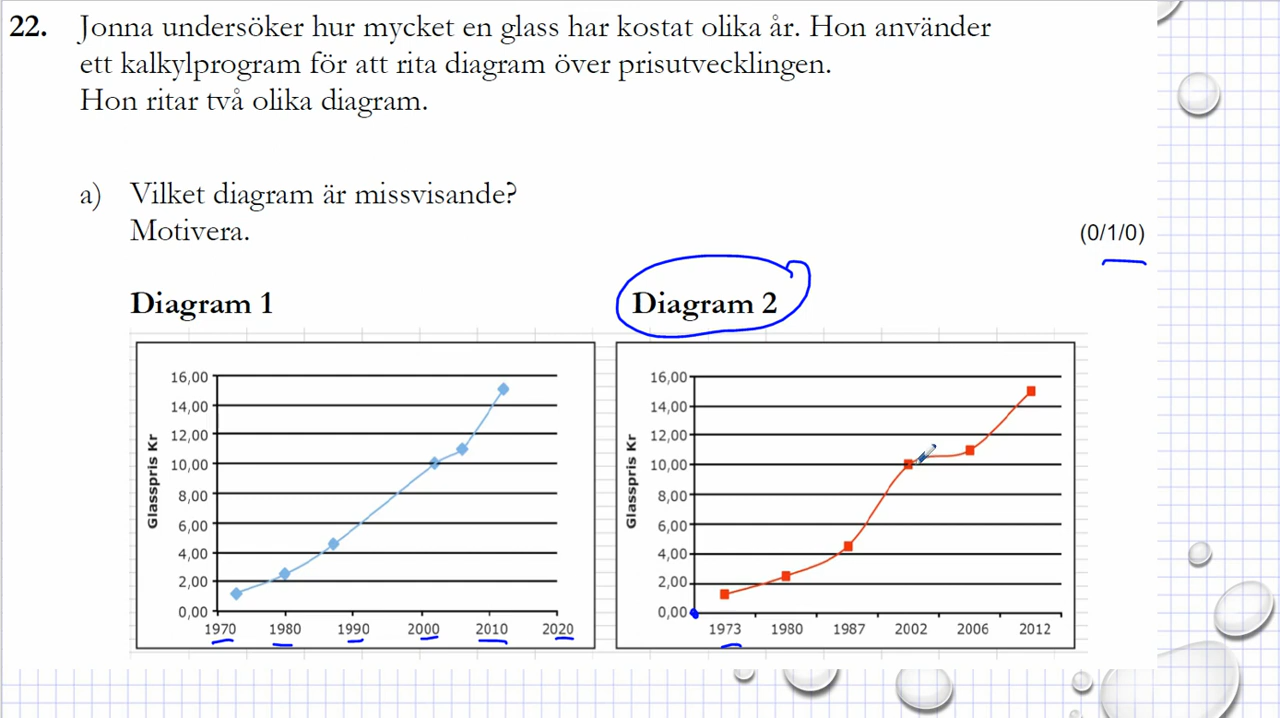 22. Jonna undersöker hur mycket en glass har kostat olika år. Hon använder
ett kalkylprogram för att rita diagram över prisutvecklingen.
Hon ritar två olika diagram.
a) Vilket diagram är missvisande?
Motivera.
(0/1/0)
Diagram 1
Glasspris Kr
16,00
14,00
12,00
10,00
8,00
6,00
4,00
2,00
0,00
1970 1980 1990 2000 2010 2020
Diagram 2
Glasspris Kr
16,00
14,00
12,00
10,00
8,00
6,00
4,00
2,00
0,00
1973 1980 1987 2002 2006 2012